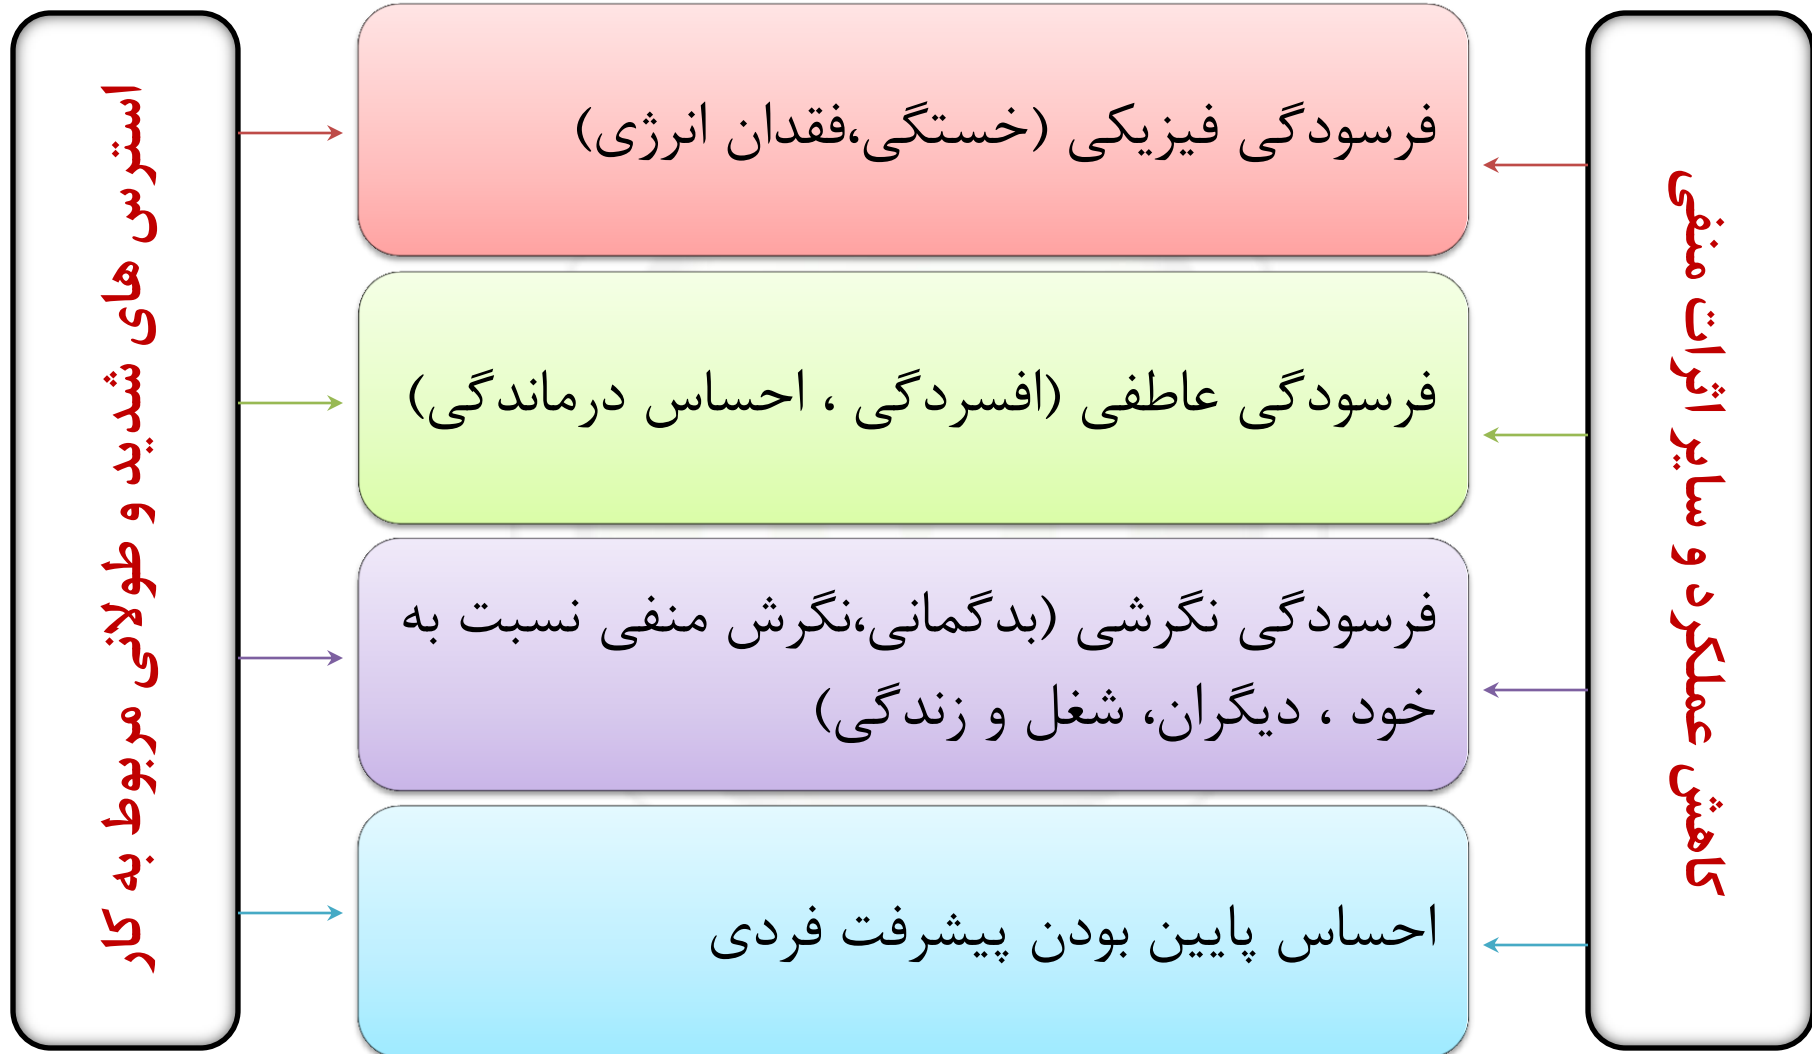 کاهش عملکرد و سایر اثرات منفی
فرسودگی فیزیکی (خستگی،فقدان انرژی)
فرسودگی عاطفی (افسردگی ، احساس درماندگی)
فرسودگی نگرشی (بدگمانی،نگرش منفی نسبت به
خود ، دیگران، شغل و زندگی)
احساس پایین بودن پیشرفت فردی
استرس های شدید و طولانی مربوط به کار